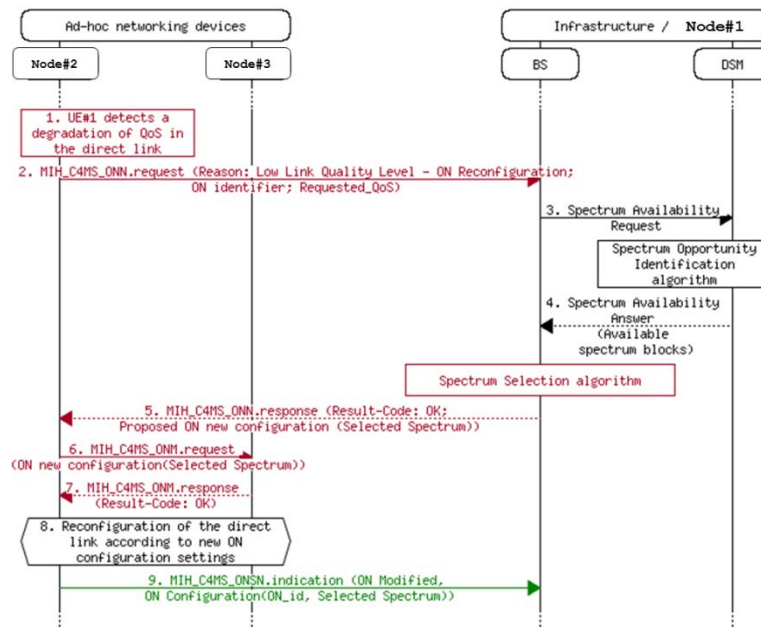 Ad-hoc networking devices
Infrastructure / Node#1
Node#2
Node#3
BS
DSM
1. UE#1 detects a
degradation of QoS in
the direct link
2. MIH_C4MS_ONN.request (Reason: Low Link Quality Level - ON Reconfiguration;
ON identifier; Requested_QoS)
3. Spectrum Availability
Request
Spectrum Opportunity
Identification
algorithm
4. Spectrum Availability
Answer
(Available
spectrum blocks)
Spectrum Selection algorithm
5. MIH_C4MS_ONN.response (Result-Code: OK;
Proposed ON new configuration (Selected Spectrum))
6. MIH_C4MS_ONM.request
(ON new configuration(Selected Spectrum))
7. MIH_C4MS_ONM.response
(Result-Code: OK)
8. Reconfiguration of the direct
link according to new ON
configuration settings
9. MIH_C4MS_ONSN.indication (ON Modified,
ON Configuration(ON_id, Selected Spectrum))